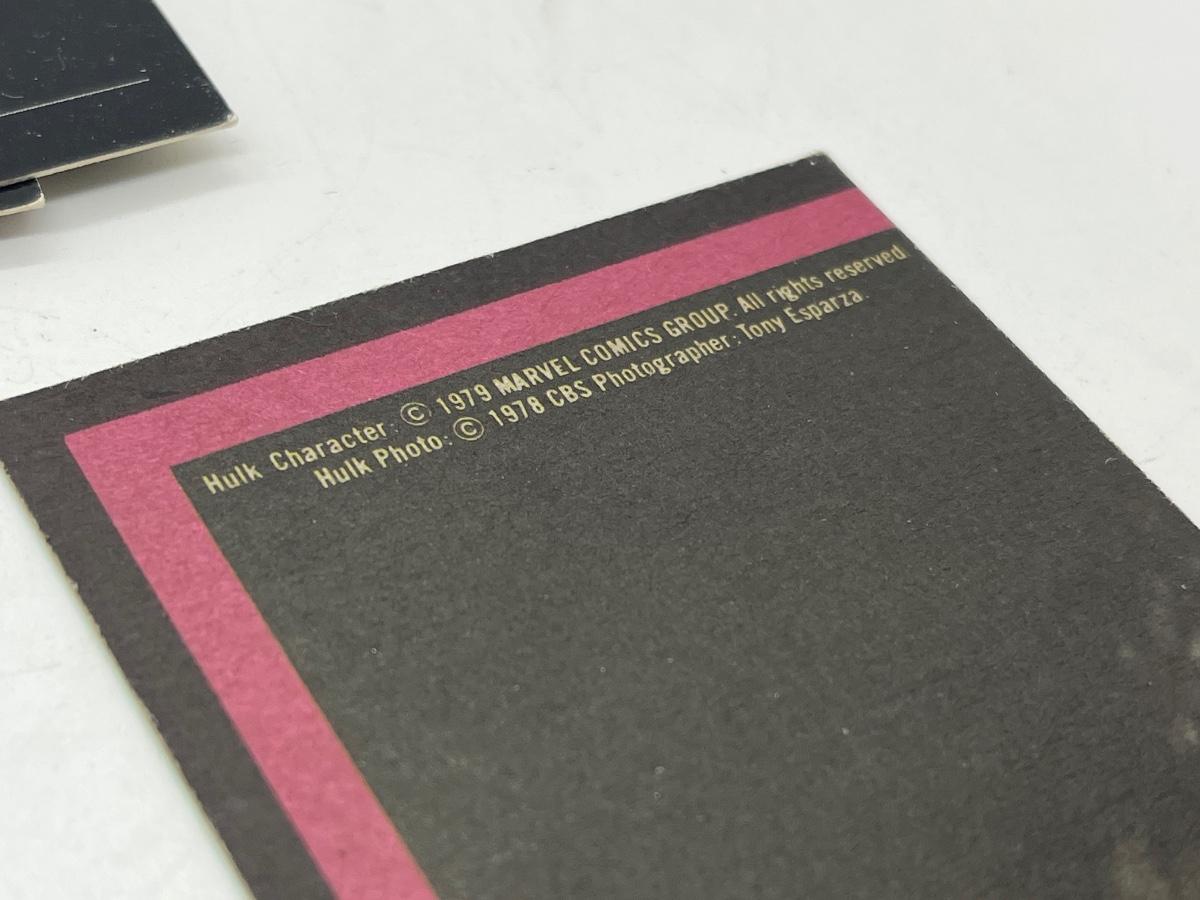 Hulk Character: © 1979 MARVEL COMICS GROUP. All rights reserved.
Hulk Photo: © 1978 CBS Photographer: Tony Esparza.